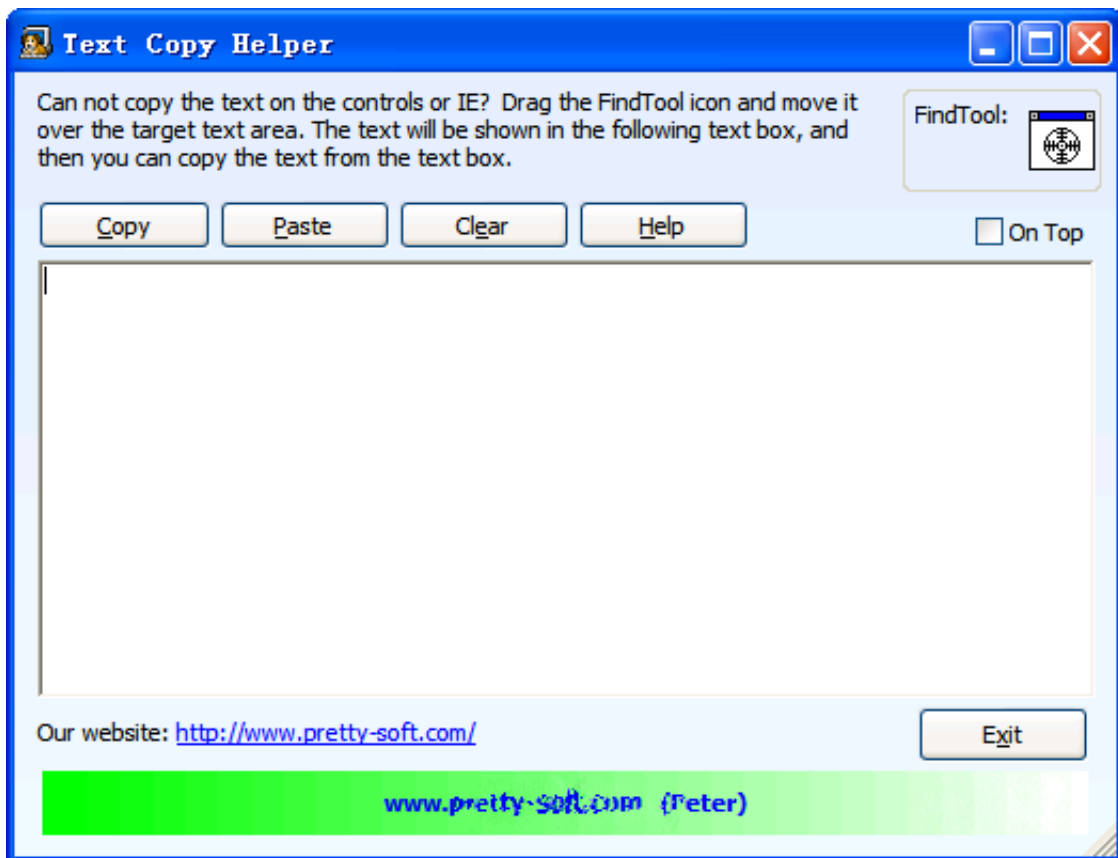 Text Copy Helper
Can not copy the text on the controls or IE? Drag the FindTool icon and move it
over the target text area. The text will be shown in the following text box, and
then you can copy the text from the text box.
FindTool:
Copy Paste Clear Help
On Top
Our website: http://www.pretty-soft.com/
Exit
www.pretty-soft.com (Peter)